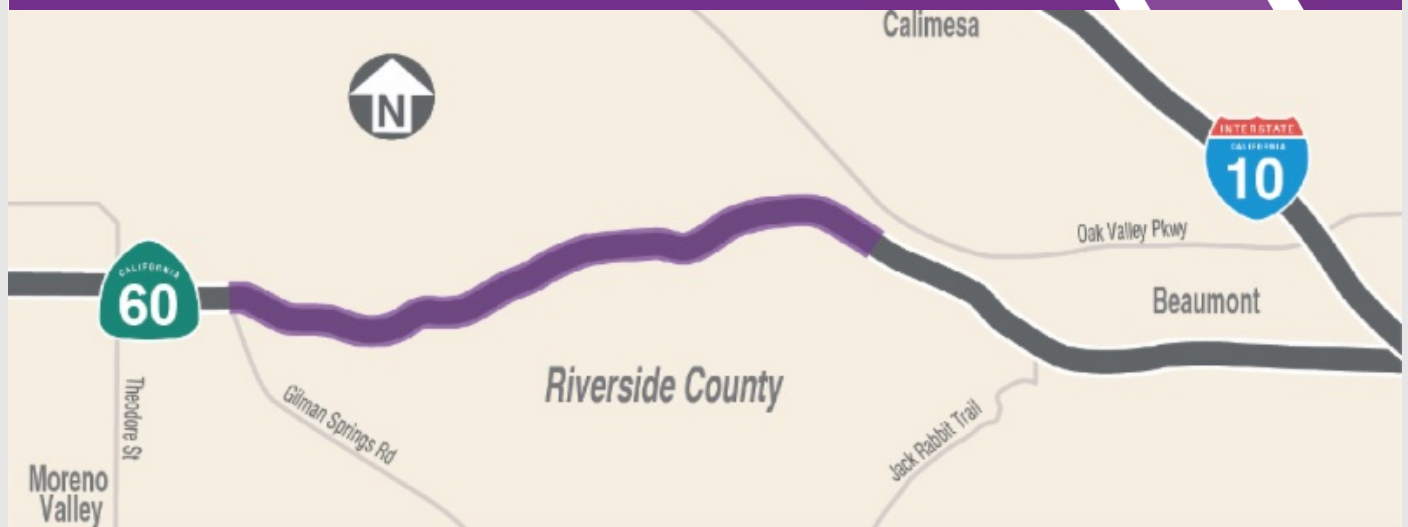 Calimesa
N
INTERSTATE
CALIFORNIA
10
Oak Valley Pkwy
CALIFORNIA
60
Beaumont
Riverside County
Theodore St
Gilman Springs Rd
Jack Rabbit Trail
Moreno
Valley